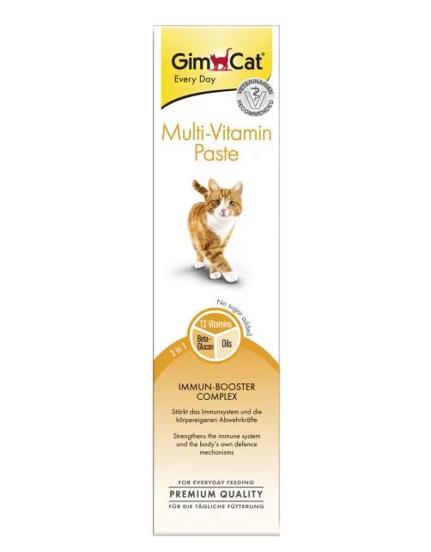 GimCat
Every Day
VETERINARIAN
RECOMMENDED
V
Multi-Vitamin
Paste
No sugar added
12 Vitamins
Beta-
Glucan
Oils
3 in 1
IMMUN-BOOSTER
COMPLEX
Stärkt das Immunsystem und die
körpereigenen Abwehrkräfte
Strengthens the immune system
and the body's own defence
mechanisms
FOR EVERYDAY FEEDING
PREMIUM QUALITY
FÜR DIE TÄGLICHE FÜTTERUNG